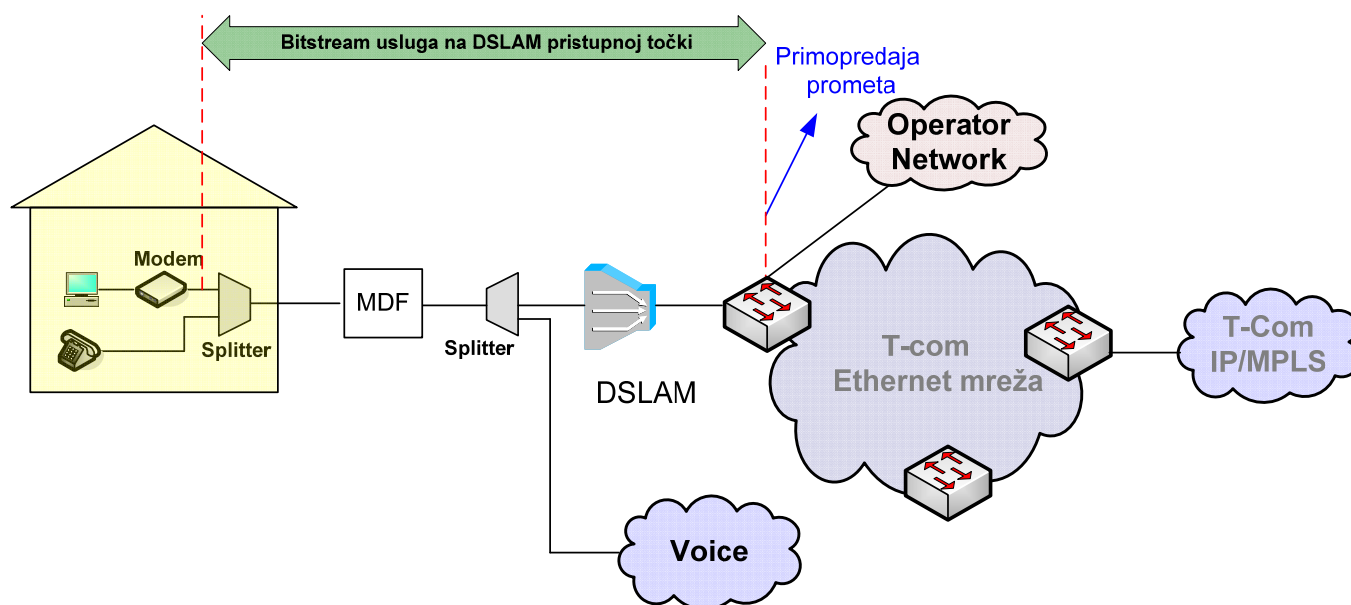 Bitstream usluga na DSLAM pristupnoj točki
Primopredaja
prometa
Operator
Network
Modem
Splitter
MDF
Splitter
DSLAM
T-com
Ethernet mreža
T-Com
IP/MPLS
Voice